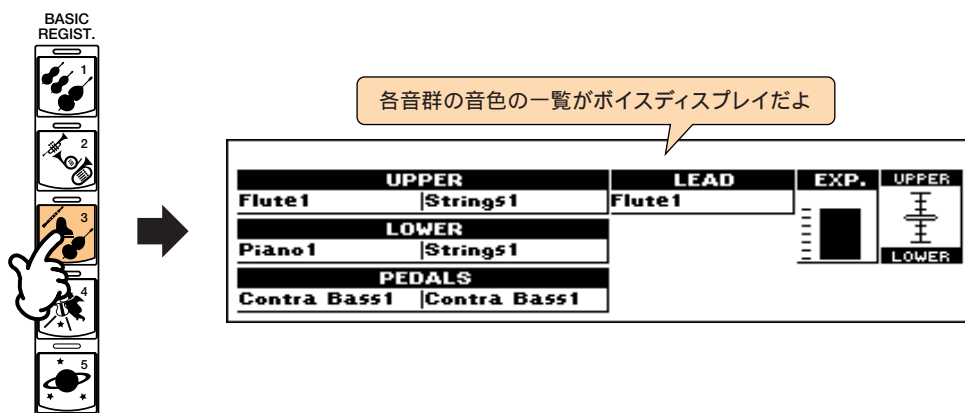 BASIC
REGIST.
1
2
3
4
5
各音群の音色の一覧がボイスディスプレイだよ
UPPER LEAD EXP. UPPER
Flute1 Strings1 Flute1
LOWER
Piano1 Strings1 LOWER
PEDALS
Contra Bass1 Contra Bass1